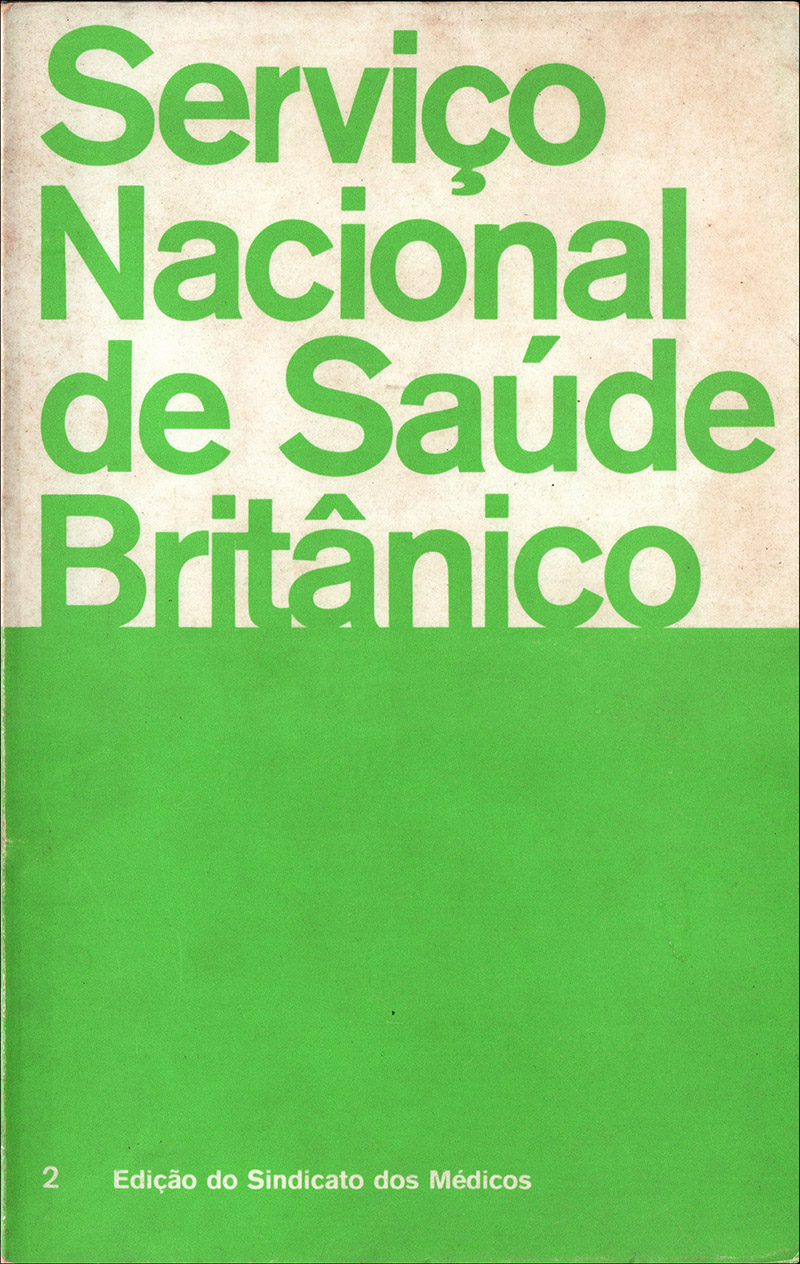 Serviço
Nacional
de Saúde
Britânico
2 Edição do Sindicato dos Médicos